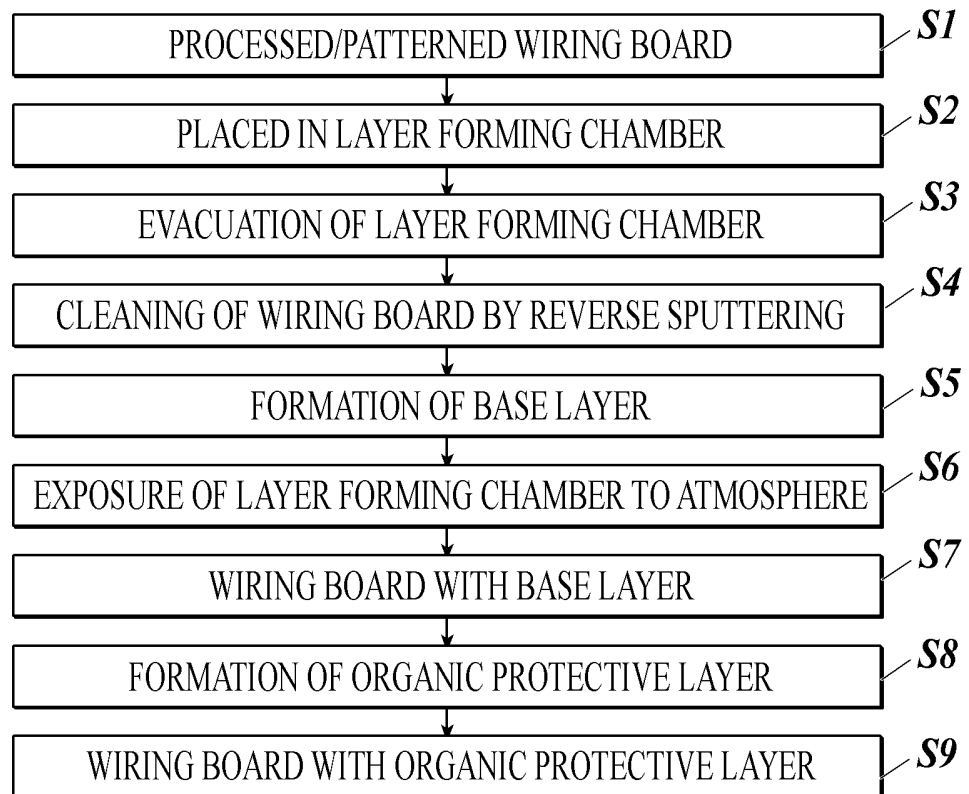 PROCESSED/PATTERNED WIRING BOARD S1
PLACED IN LAYER FORMING CHAMBER S2
EVACUATION OF LAYER FORMING CHAMBER S3
CLEANING OF WIRING BOARD BY REVERSE SPUTTERING S4
FORMATION OF BASE LAYER S5
EXPOSURE OF LAYER FORMING CHAMBER TO ATMOSPHERE S6
WIRING BOARD WITH BASE LAYER S7
FORMATION OF ORGANIC PROTECTIVE LAYER S8
WIRING BOARD WITH ORGANIC PROTECTIVE LAYER S9